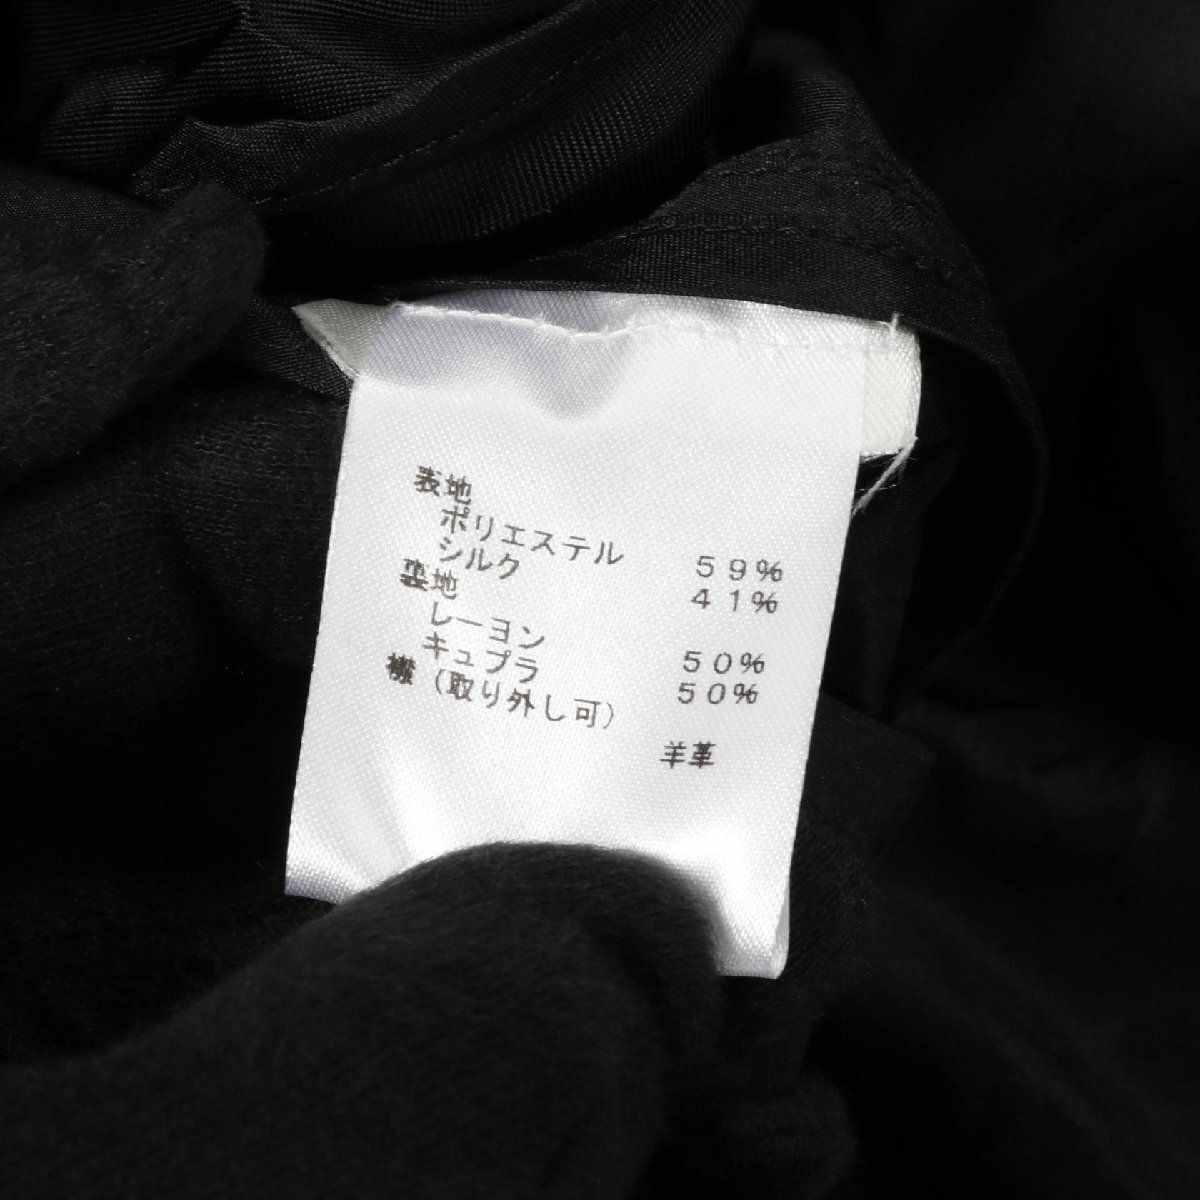 表地
ポリエステル 59%
シルク 41%
裏地
レーヨン 50%
キュプラ 50%
襟（取り外し可）
羊革